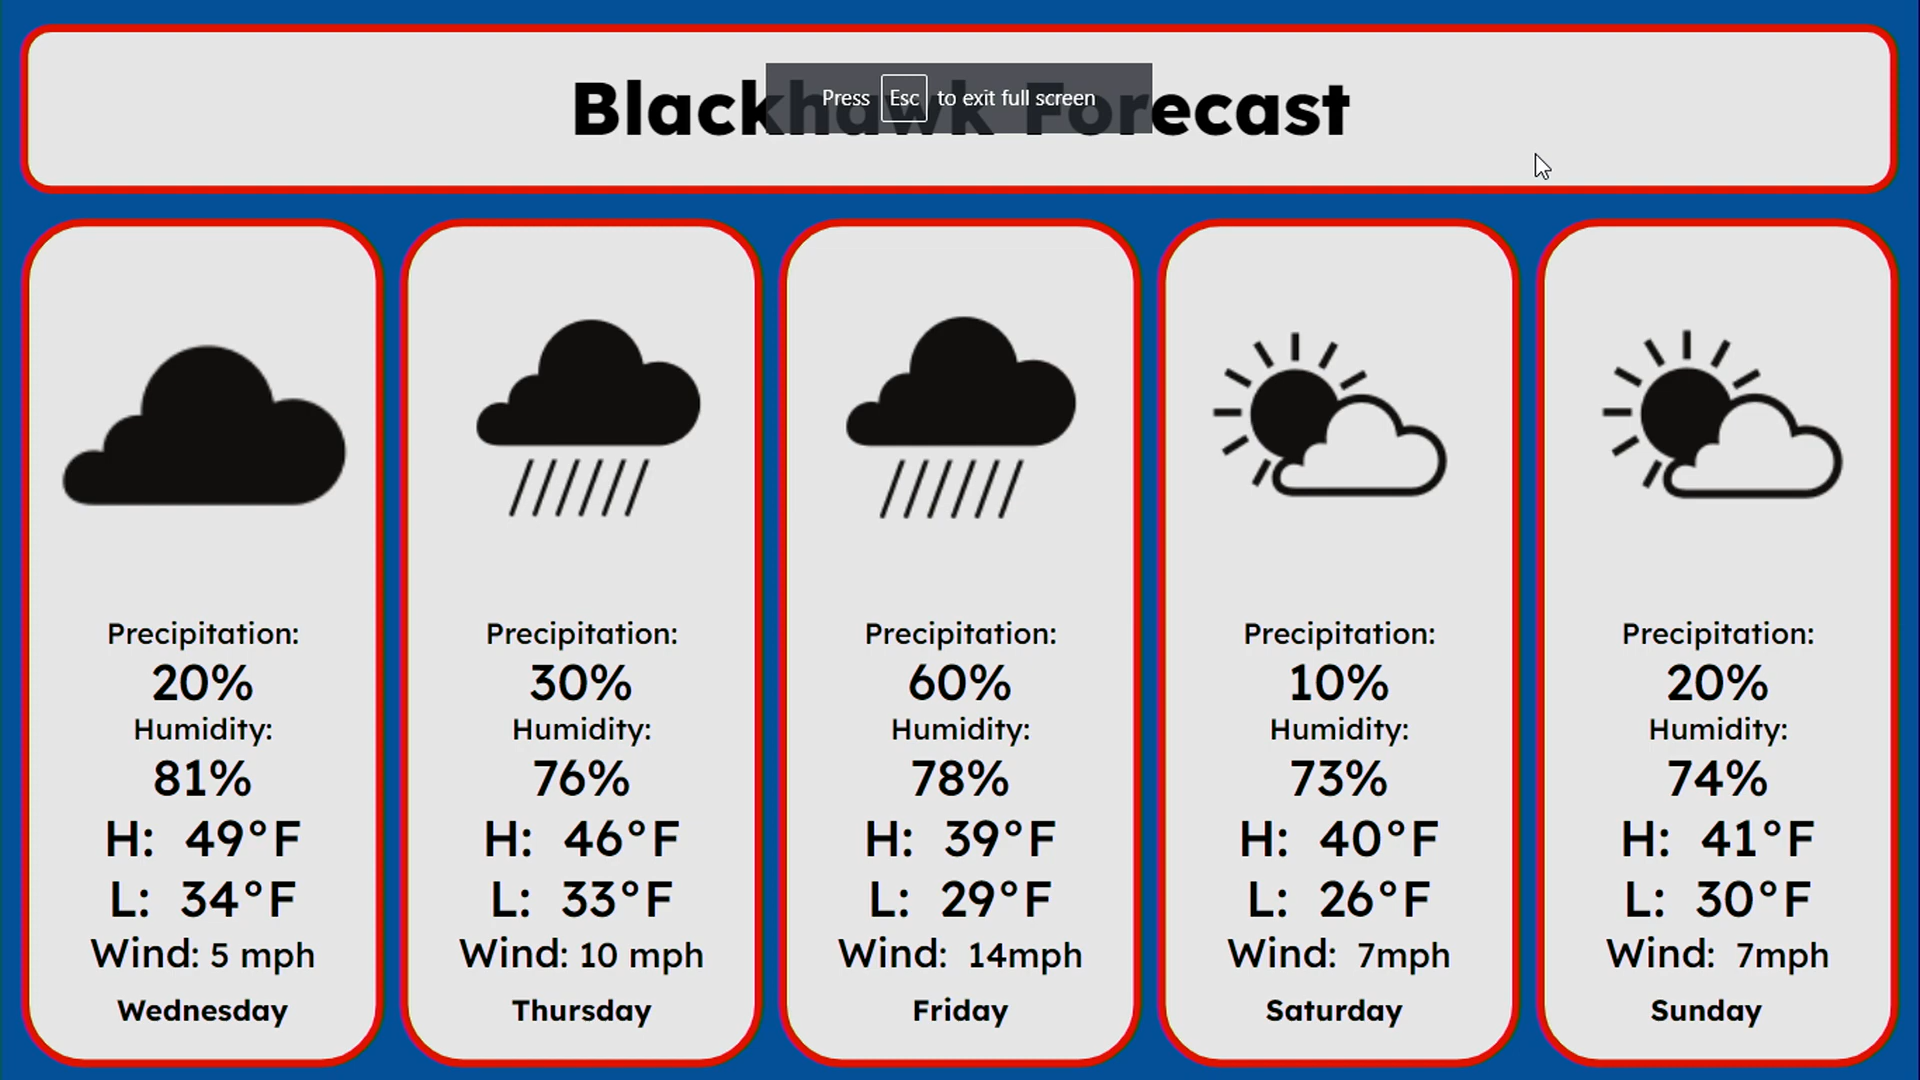 Blackhawk Forecast
Press Esc to exit full screen
Precipitation:
20%
Humidity:
81%
H: 49°F
L: 34°F
Wind: 5 mph
Wednesday
Precipitation:
30%
Humidity:
76%
H: 46°F
L: 33°F
Wind: 10 mph
Thursday
Precipitation:
60%
Humidity:
78%
H: 39°F
L: 29°F
Wind: 14mph
Friday
Precipitation:
10%
Humidity:
73%
H: 40°F
L: 26°F
Wind: 7mph
Saturday
Precipitation:
20%
Humidity:
74%
H: 41°F
L: 30°F
Wind: 7mph
Sunday